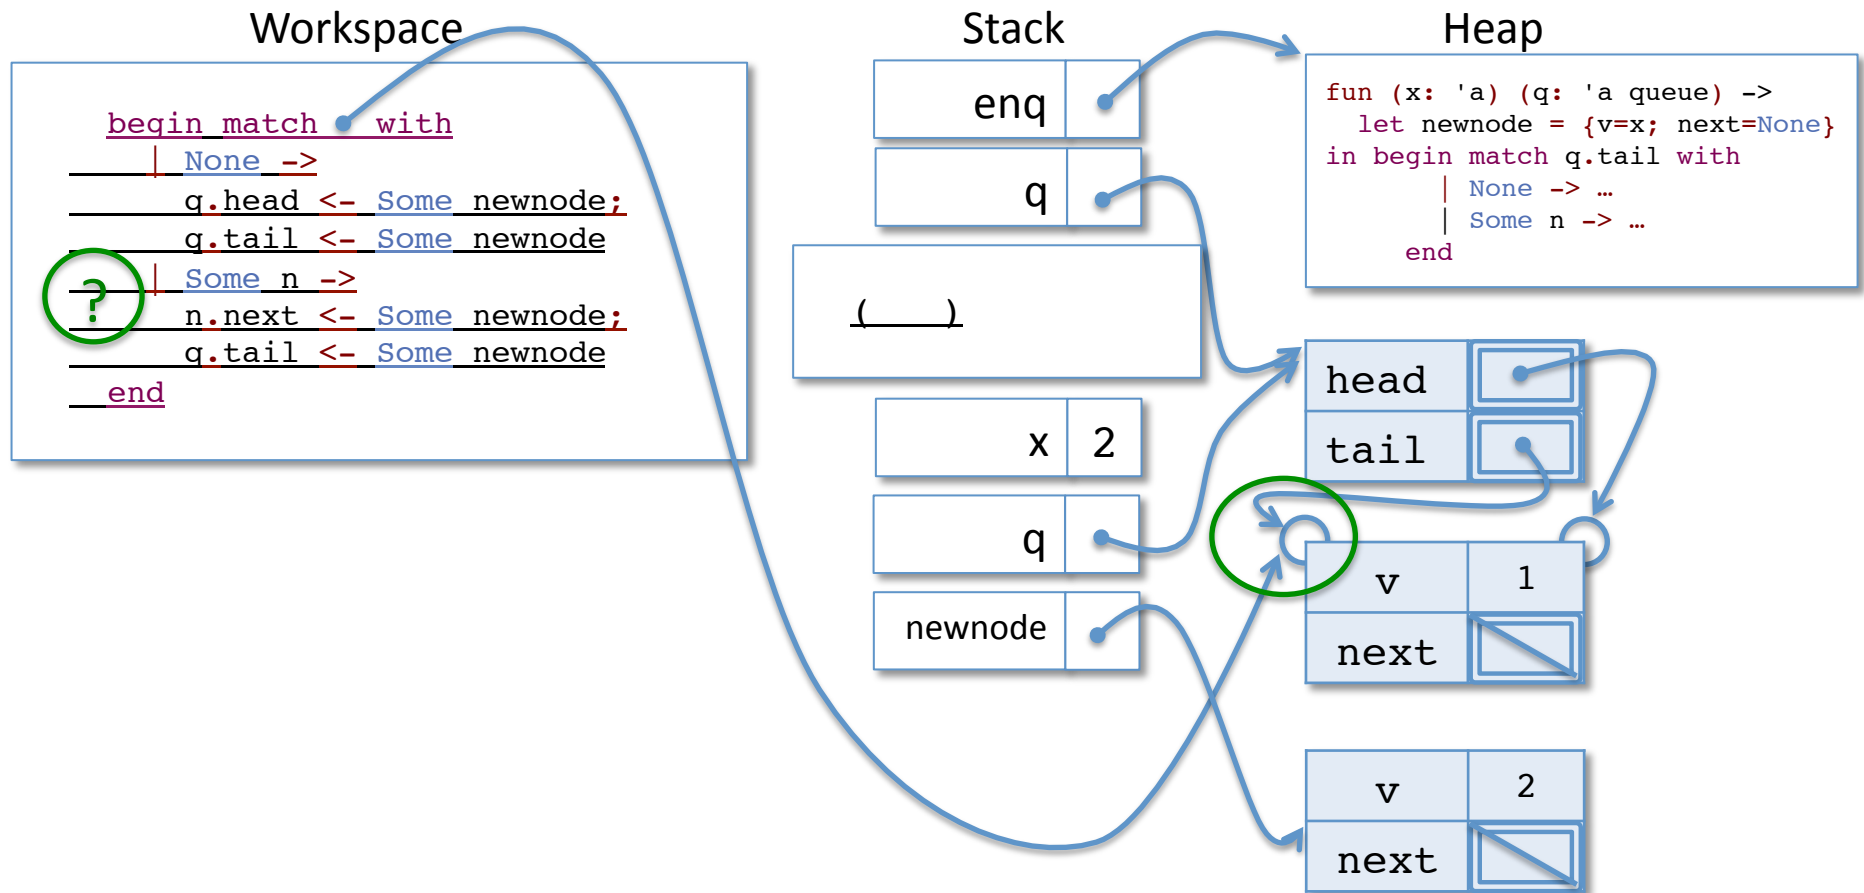 Workspace
begin match with
| None ->
q.head <- Some newnode;
q.tail <- Some newnode
| Some n ->
?
n.next <- Some newnode;
q.tail <- Some newnode
end
Stack
enq
q
( )
x 2
q
newnode
Heap
fun (x: 'a) (q: 'a queue) ->
let newnode = {v=x; next=None}
in begin match q.tail with
| None -> …
| Some n -> …
end
head
tail
v 1
next
v 2
next